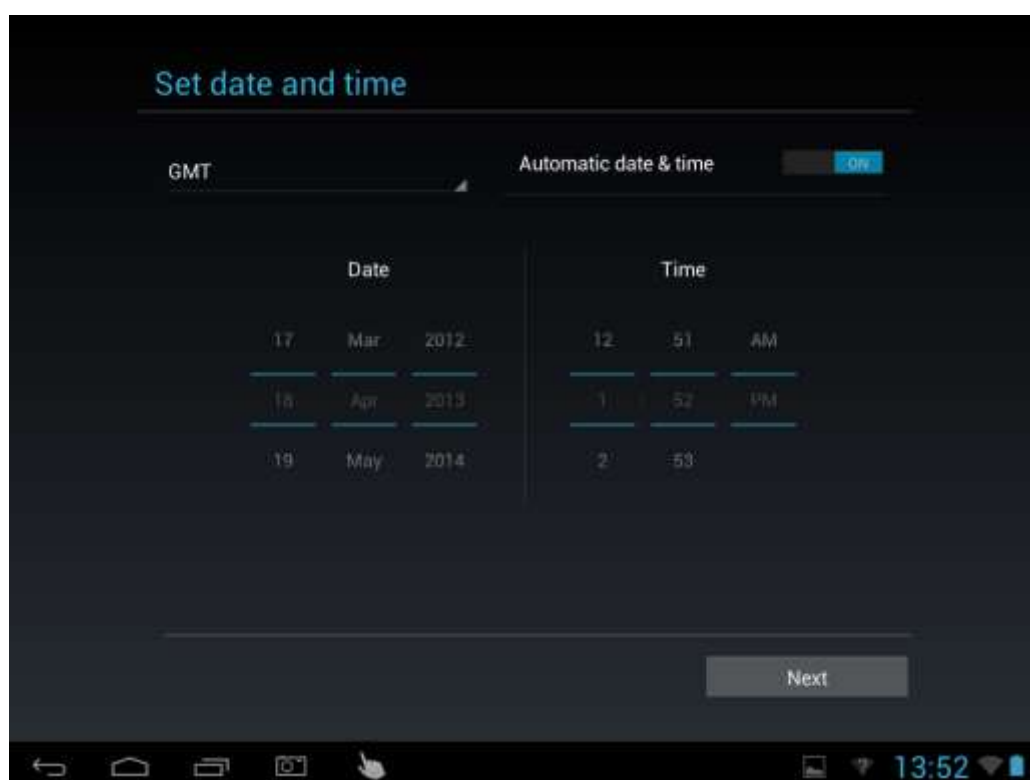 Set date and time
GMT
Automatic date & time ON
Date
Time
17 Mar 2012
12 51 AM
18 Apr 2013
1 52 PM
19 May 2014
2 53
Next
13:52